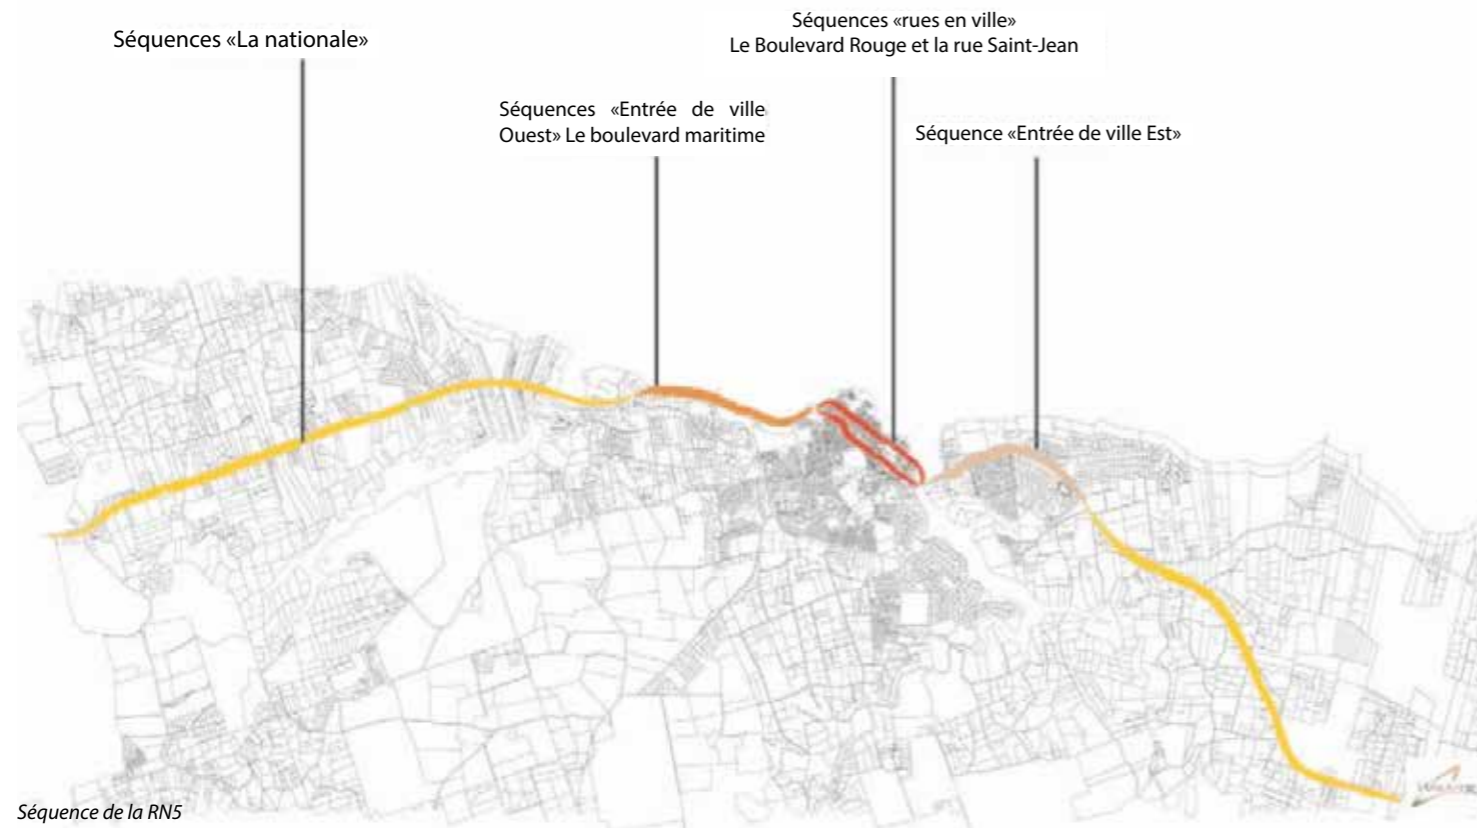 Séquences «La nationale»
Séquences «rues en ville»
Le Boulevard Rouge et la rue Saint-Jean
Séquences «Entrée de ville
Ouest» Le boulevard maritime
Séquence «Entrée de ville Est»
Séquence de la RN5